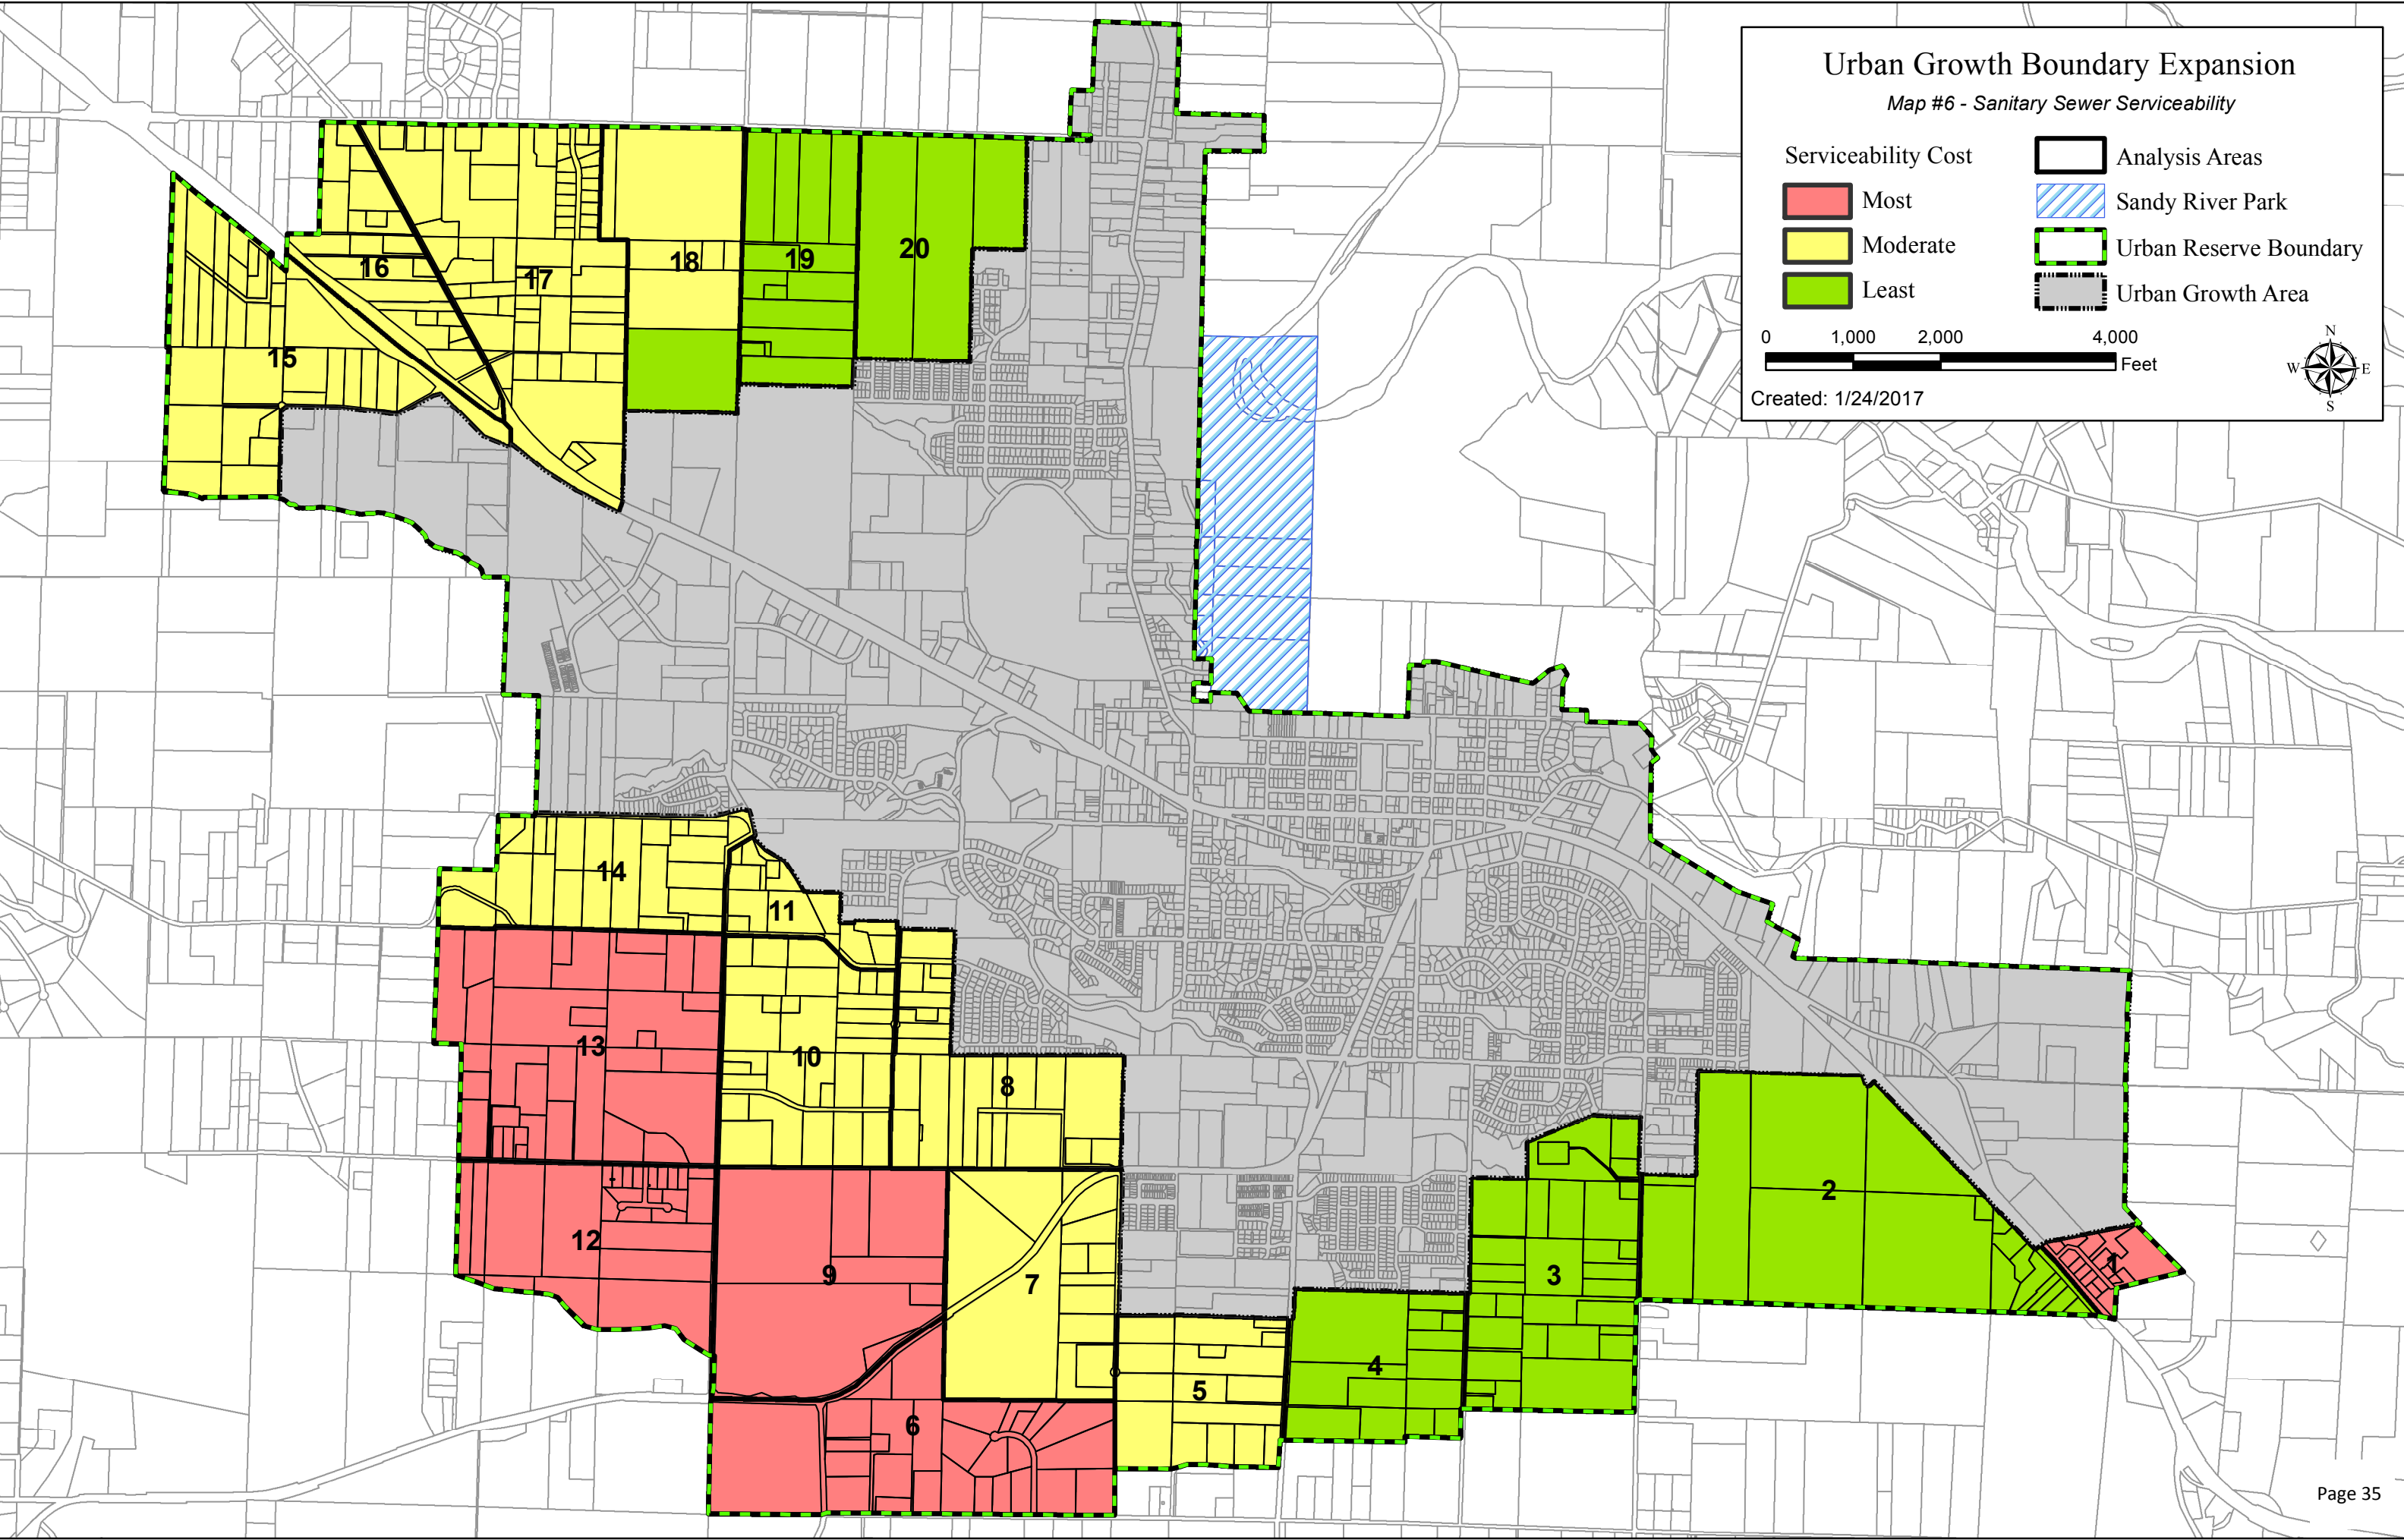 Urban Growth Boundary Expansion
Map #6 - Sanitary Sewer Serviceability
Serviceability Cost
Most
Moderate
Least
Analysis Areas
Sandy River Park
Urban Reserve Boundary
Urban Growth Area
0 1,000 2,000 4,000
Feet
Created: 1/24/2017
N
W E
S
16
17
18
19
20
15
14
11
13
10
8
12
9
7
6
5
4
3
2
1
Page 35